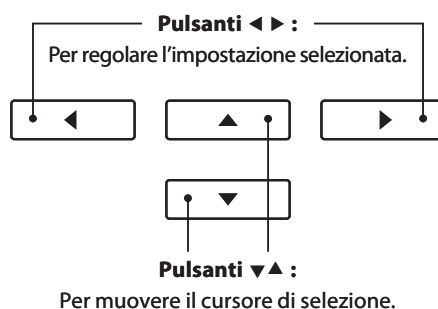 Pulsanti ◀ ▶ :
Per regolare l'impostazione selezionata.
Pulsanti ▼▲ :
Per muovere il cursore di selezione.